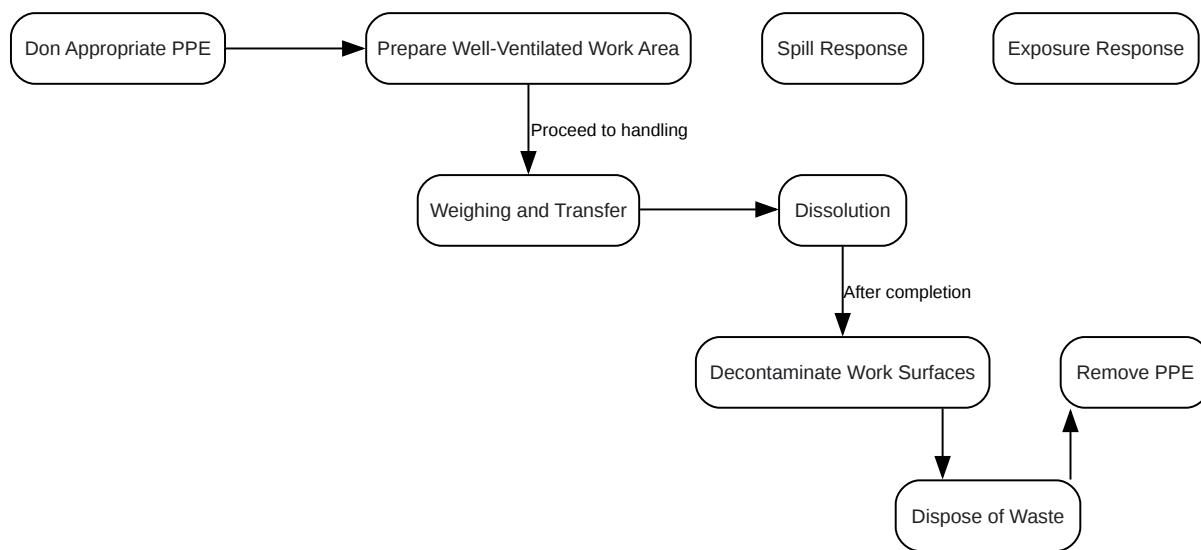 Don Appropriate PPE
Prepare Well-Ventilated Work Area
Spill Response
Exposure Response
Proceed to handling
Weighing and Transfer
Dissolution
After completion
Decontaminate Work Surfaces
Remove PPE
Dispose of Waste